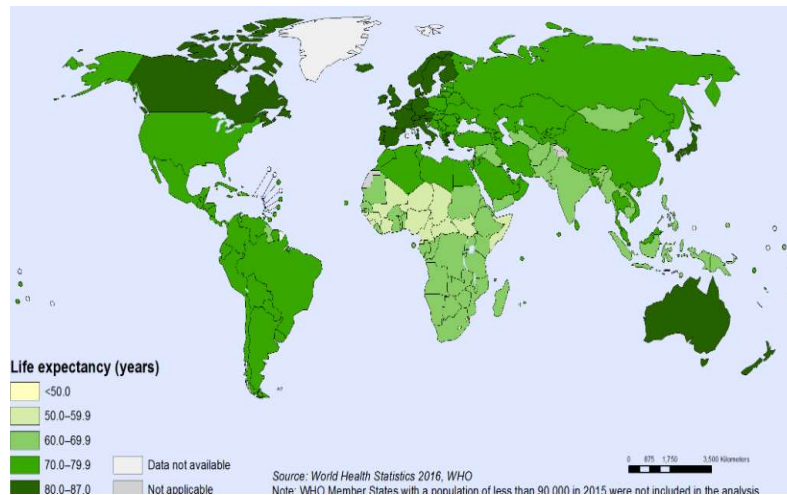 Life expectancy (years)
<50.0
50.0–59.9
60.0–69.9
70.0–79.9
80.0–87.0
Data not available
Not applicable
0 875 1,750 3,500 Kilometers
Source: World Health Statistics 2016, WHO
Note: WHO Member States with a population of less than 90 000 in 2015 were not included in the analysis